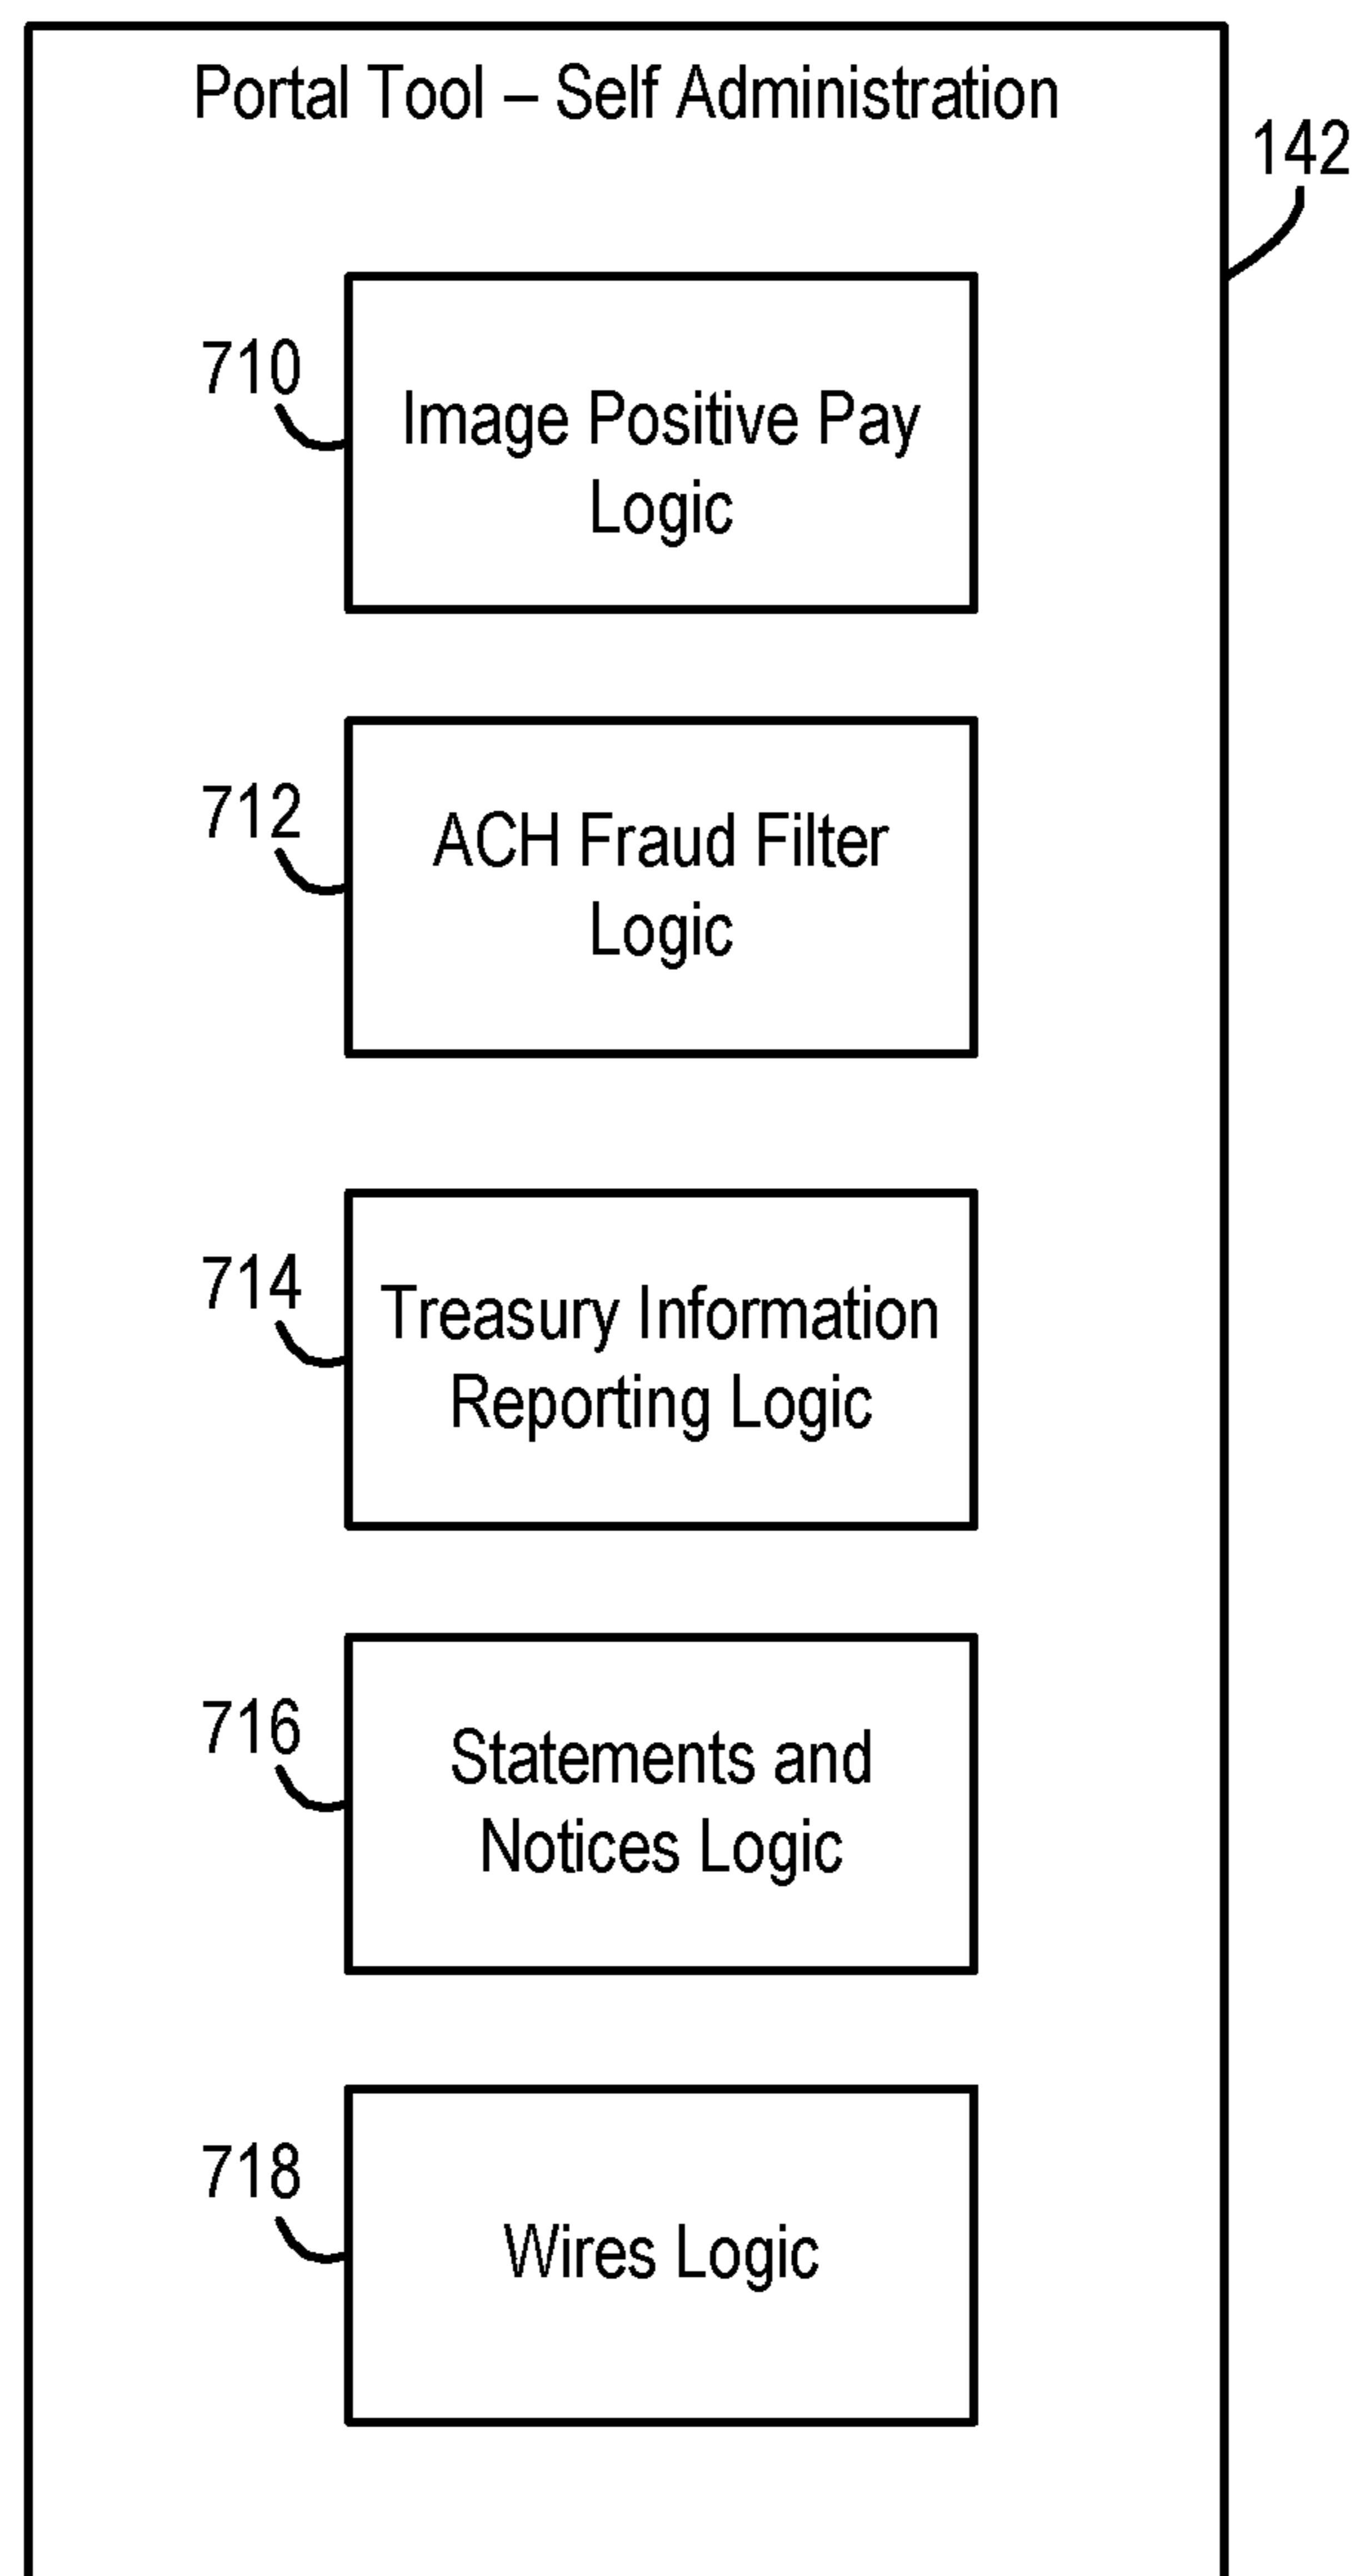 Portal Tool – Self Administration
142
710
Image Positive Pay
Logic
712
ACH Fraud Filter
Logic
714
Treasury Information
Reporting Logic
716
Statements and
Notices Logic
718
Wires Logic